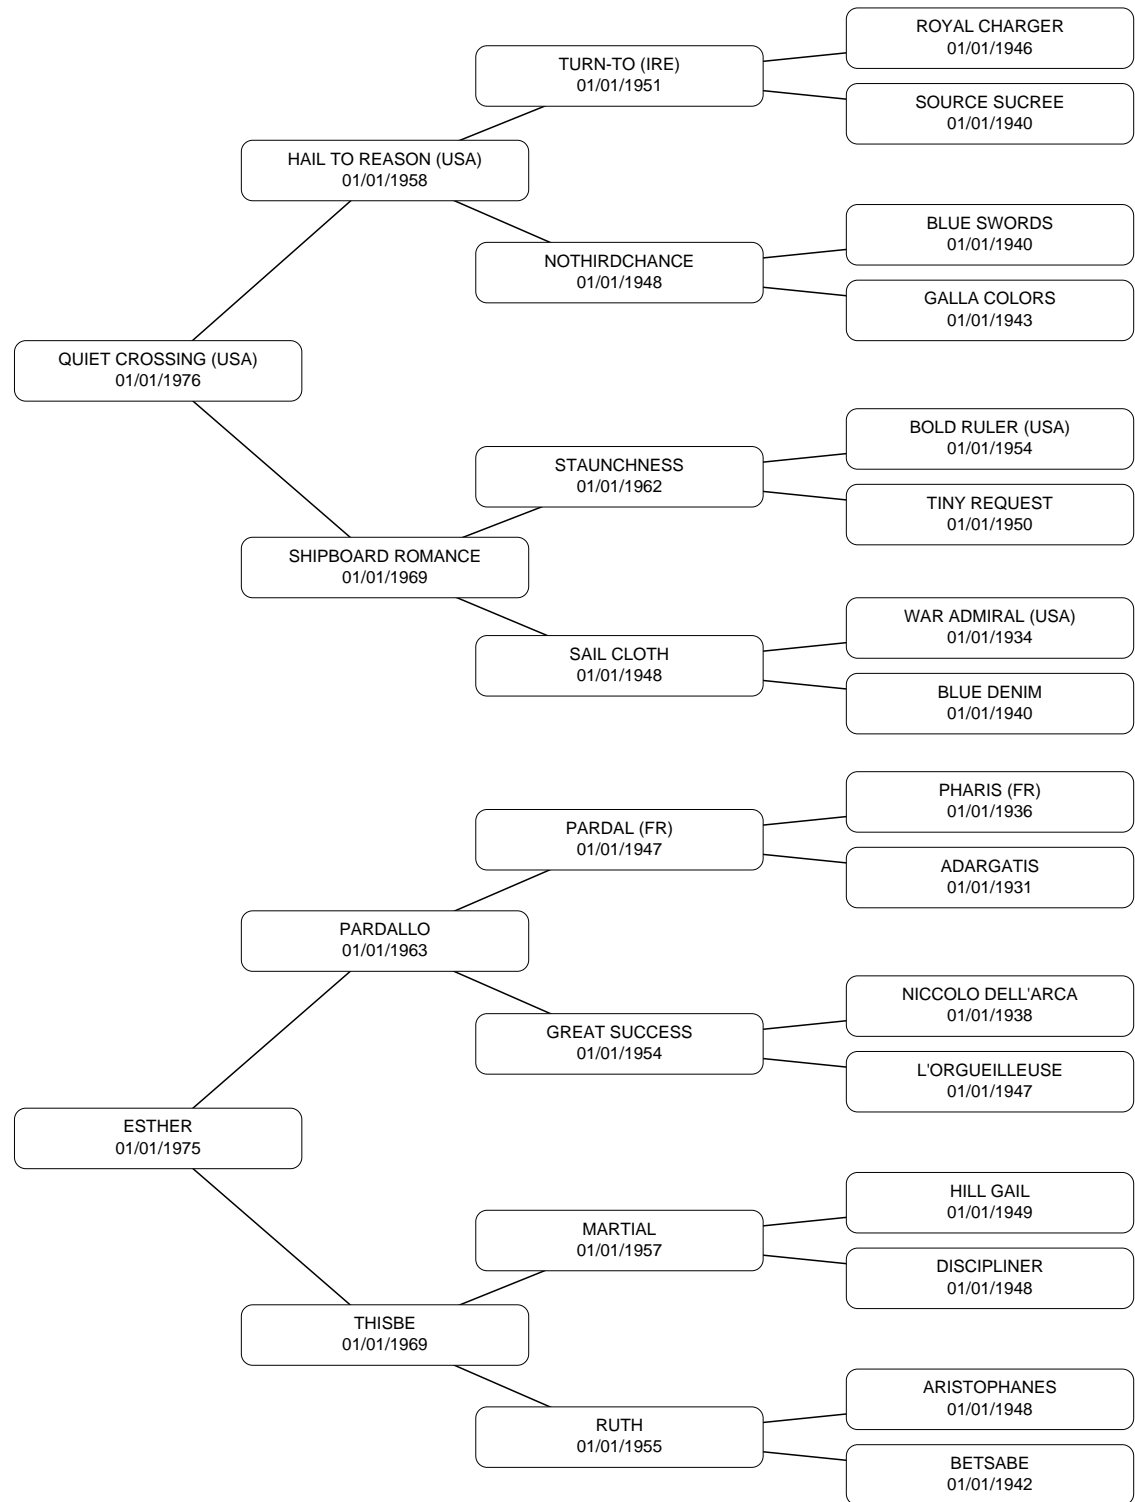 ROYAL CHARGER
01/01/1946
TURN-TO (IRE)
01/01/1951
SOURCE SUCREE
01/01/1940
HAIL TO REASON (USA)
01/01/1958
BLUE SWORDS
01/01/1940
NOTHIRDCHANCE
01/01/1948
GALLA COLORS
01/01/1943
QUIET CROSSING (USA)
01/01/1976
BOLD RULER (USA)
01/01/1954
STAUNCHNESS
01/01/1962
TINY REQUEST
01/01/1950
SHIPBOARD ROMANCE
01/01/1969
WAR ADMIRAL (USA)
01/01/1934
SAIL CLOTH
01/01/1948
BLUE DENIM
01/01/1940
PHARIS (FR)
01/01/1936
PARDAL (FR)
01/01/1947
ADARGATIS
01/01/1931
PARDALLO
01/01/1963
NICCOLO DELL'ARCA
01/01/1938
GREAT SUCCESS
01/01/1954
L'ORGUEILLEUSE
01/01/1947
ESTHER
01/01/1975
HILL GAIL
01/01/1949
MARTIAL
01/01/1957
DISCIPLINER
01/01/1948
THISBE
01/01/1969
ARISTOPHANES
01/01/1948
RUTH
01/01/1955
BETSABE
01/01/1942